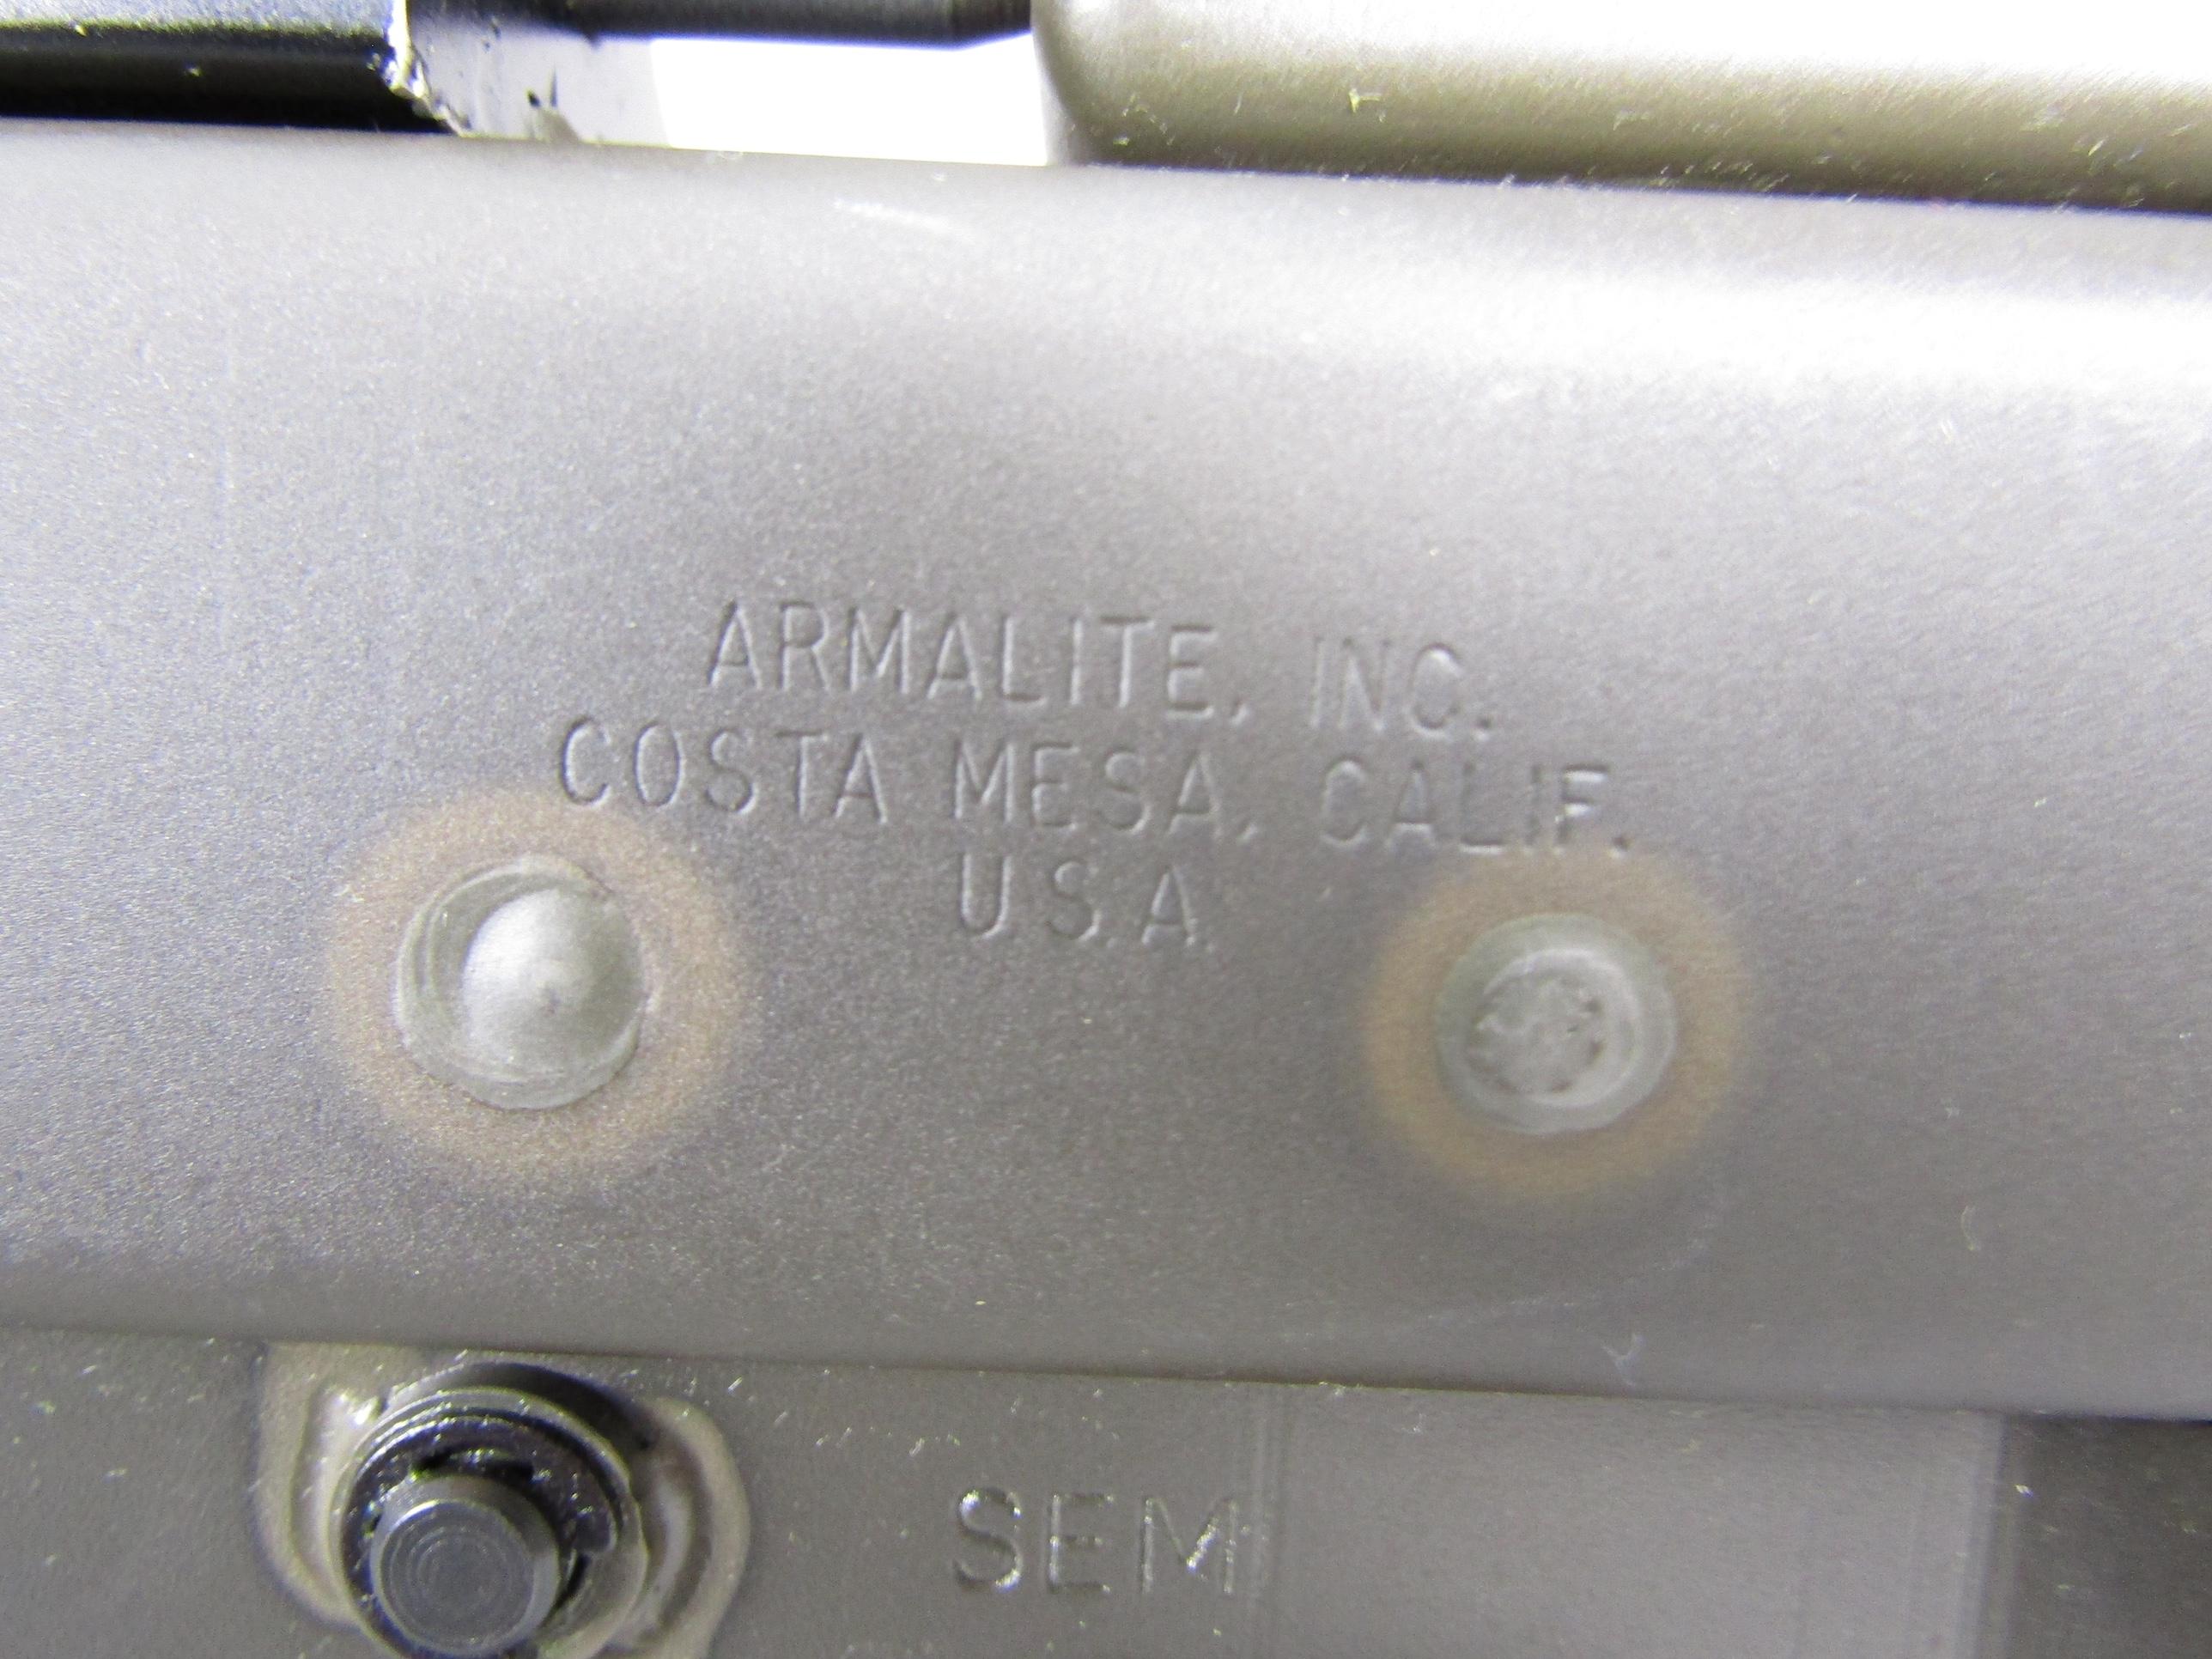 ARMALITE, INC.
COSTA MESA, CALIF.
U.S.A.
SEM